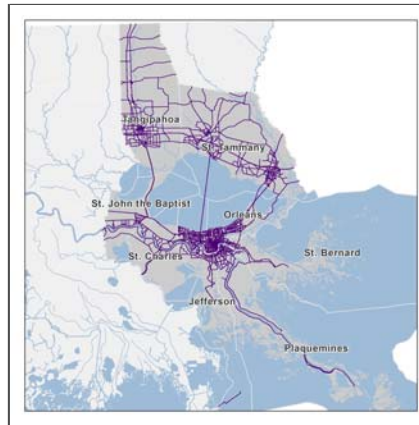 Tangipahoa
St. Tammany
St. John the Baptist
Orleans
St. Charles
St. Bernard
Jefferson
Plaquemines